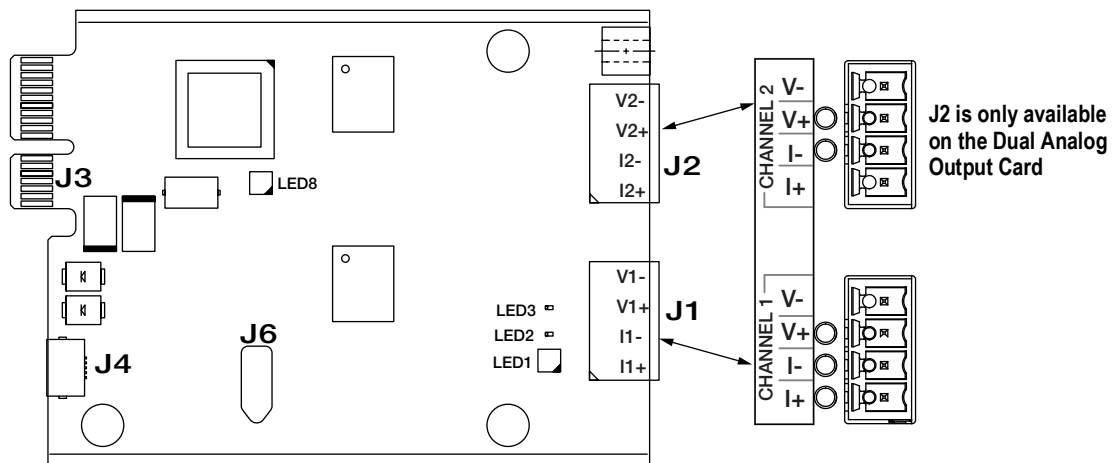 V2-
V2+
I2-
I2+
J2
J3
LED8
V1-
V1+
I1-
I1+
J1
LED3
LED2
LED1
J6
J4
CHANNEL 2
V-
V+
I-
I+
CHANNEL 1
V-
V+
I-
I+
J2 is only available
on the Dual Analog
Output Card